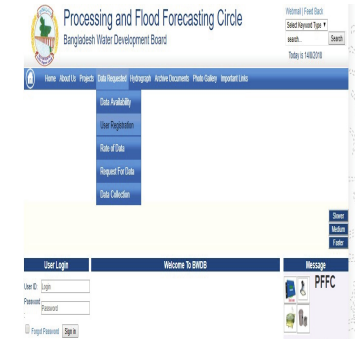 Processing and Flood Forecasting Circle
Bangladesh Water Development Board
Webmail | Feed Back
Select Keyword Type
search..
Search
Today is 14/8/2018
Home About Us Projects Data Requested Hydrograph Archive Documents Photo Gallery Important Links
Data Availability
User Registration
Rate of Data
Request For Data
Data Collection
Slower
Medium
Faster
User Login
Welcome To BWDB
Message
User ID: Login
Password
: Password
Forgot Password Sign in
PFFC